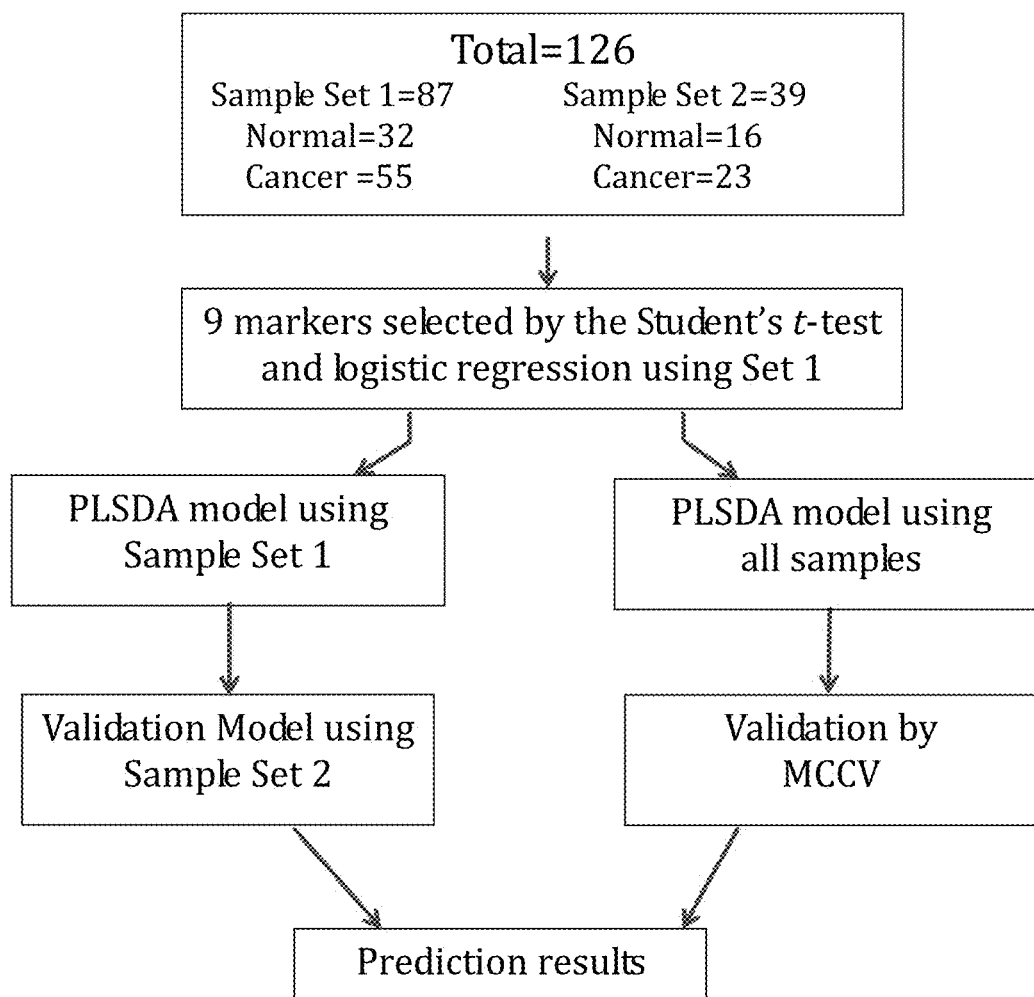 Total=126
Sample Set 1=87
Normal=32
Cancer =55
Sample Set 2=39
Normal=16
Cancer=23
9 markers selected by the Student’s t-test
and logistic regression using Set 1
PLSDA model using
Sample Set 1
PLSDA model using
all samples
Validation Model using
Sample Set 2
Validation by
MCCV
Prediction results